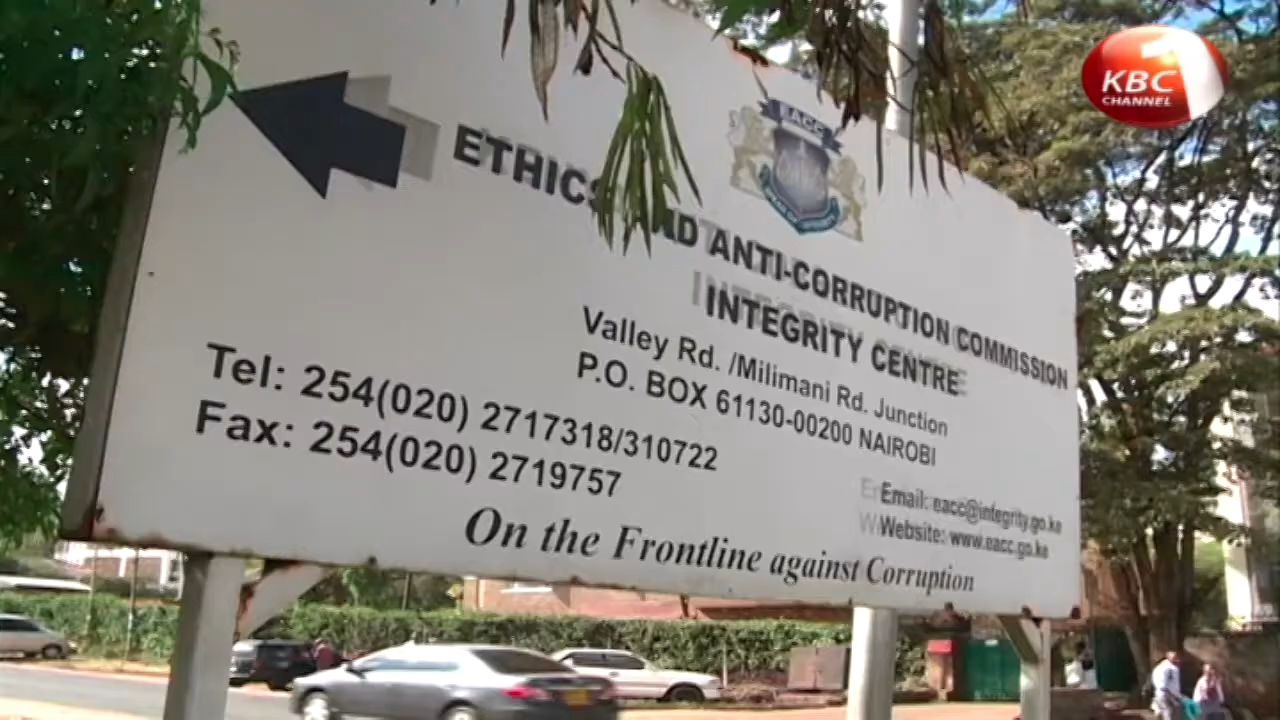 KBC 1
CHANNEL
EACC
ETHICS AND ANTI-CORRUPTION COMMISSION
INTEGRITY CENTRE
Valley Rd. /Milimani Rd. Junction
P.O. BOX 61130-00200 NAIROBI
Tel: 254(020) 2717318/310722
Fax: 254(020) 2719757
Email: eacc@integrity.go.ke
Website: www.eacc.go.ke
On the Frontline against Corruption